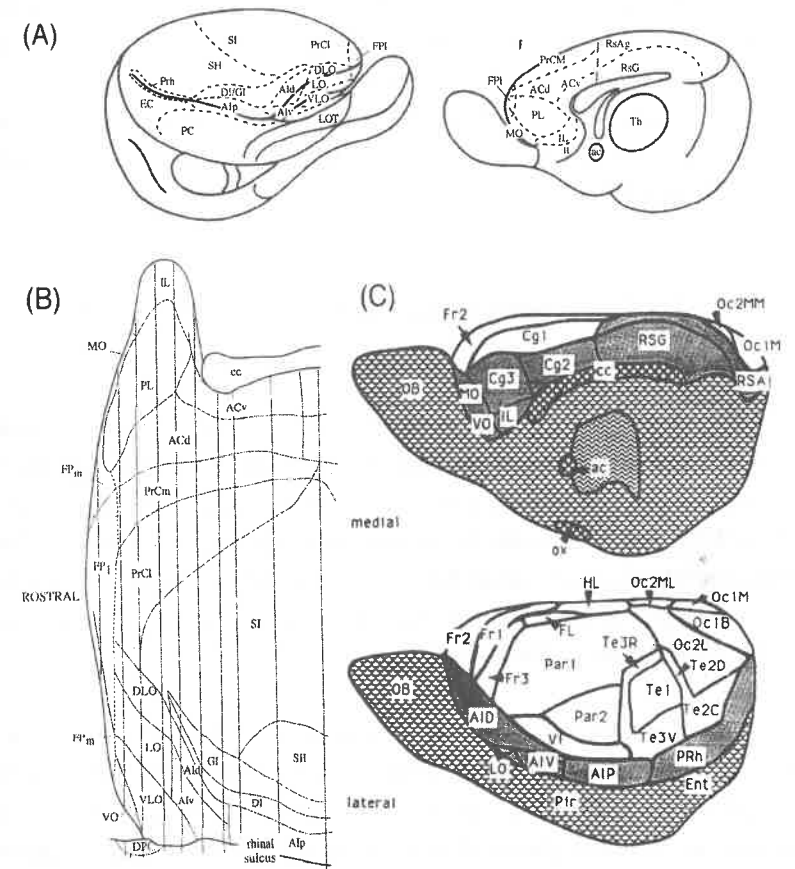 (A)
SI
PrCl
FPl
SH
DLO
Prh
LO
DI/GI
AId
VLO
EC
AIp
AIv
LOT
PC
RsAg
PrCM
RsG
FPl
ACd
ACv
PL
Th
MO
IL
ac
(B)
IL
MO
cc
PL
ACv
ACd
FPm
PrCm
FPl
PrCl
ROSTRAL
SI
DLO
FPm
LO
GI
SII
AId
VLO
AIv
DI
VO
DP
rhinal
sulcus
AIp
(C)
Oc2MM
Fr2
Cg1
RSG
Oc1M
OB
Cg2
cc
Cg3
MO
RSA
VO
IL
ac
medial
ox
HL
Oc2ML
Oc1M
Fr2
Fr1
FL
Oc1B
Te3R
Oc2L
Te2D
Par1
OB
Fr3
Te1
AID
Par2
Te2C
VI
Te3V
LO
AIV
AIP
PRh
Ent
Pir
lateral